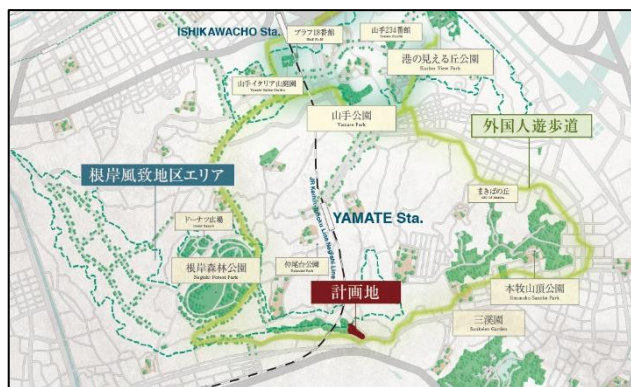 ISHIKAWACHO Sta.
ブラフ18番館
山手234番館
港の見える丘公園
Harbor View Park
山手イタリア山庭園
山手公園
Yamate Park
外国人遊歩道
根岸風致地区エリア
YAMATE Sta.
まきばの丘
ドーナツ広場
根岸森林公園
Negishi Forest Park
仲尾台公園
計画地
本牧山頂公園
Honmoku Sancho Park
三溪園
Sankeien Garden